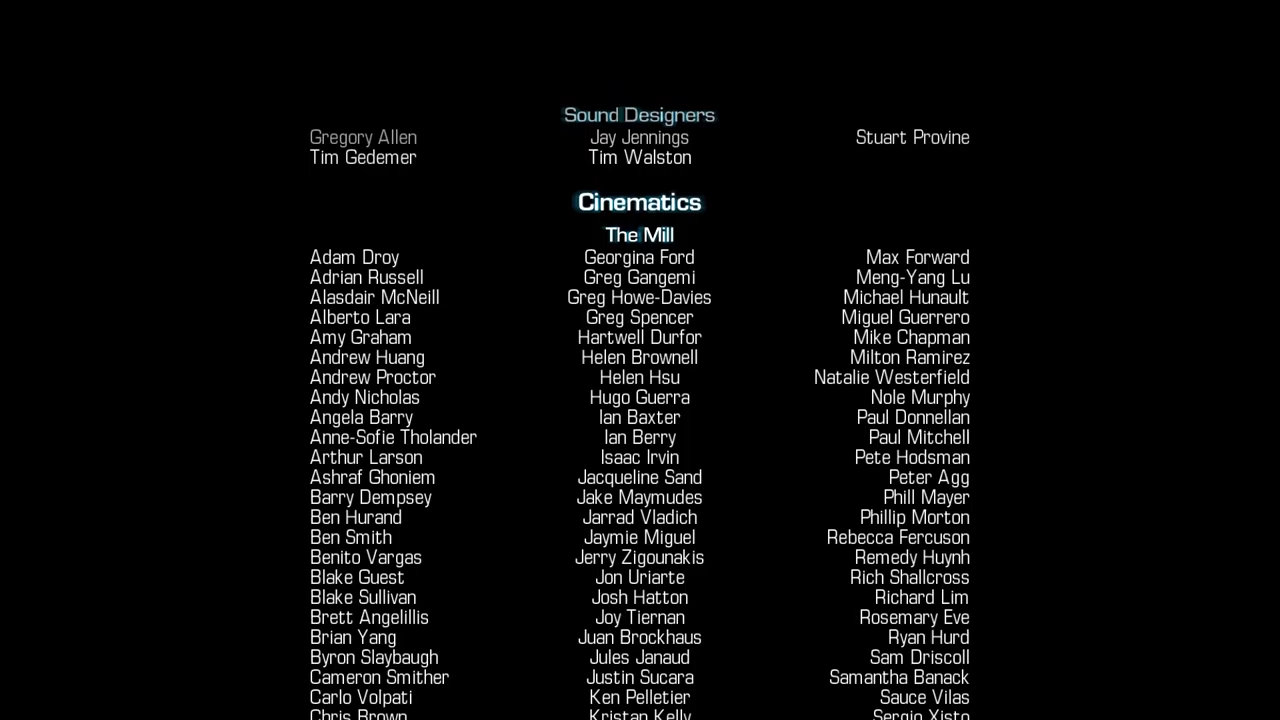 Sound Designers
Gregory Allen Jay Jennings Stuart Provine
Tim Gedemer Tim Walston
Cinematics
The Mill
Adam Droy Georgina Ford Max Forward
Adrian Russell Greg Gangemi Meng-Yang Lu
Alasdair McNeill Greg Howe-Davies Michael Hunault
Alberto Lara Greg Spencer Miguel Guerrero
Amy Graham Hartwell Durfor Mike Chapman
Andrew Huang Helen Brownell Milton Ramirez
Andrew Proctor Helen Hsu Natalie Westerfield
Andy Nicholas Hugo Guerra Nole Murphy
Angela Barry Ian Baxter Paul Donnellan
Anne-Sofie Tholander Ian Berry Paul Mitchell
Arthur Larson Isaac Irvin Pete Hodsman
Ashraf Ghoniem Jacqueline Sand Peter Agg
Barry Dempsey Jake Maymudes Phill Mayer
Ben Hurand Jarrad Vladich Phillip Morton
Ben Smith Jaymie Miguel Rebecca Fercuson
Benito Vargas Jerry Zigounakis Remedy Huynh
Blake Guest Jon Uriarte Rich Shallcross
Blake Sullivan Josh Hatton Richard Lim
Brett Angelillis Joy Tiernan Rosemary Eve
Brian Yang Juan Brockhaus Ryan Hurd
Byron Slaybaugh Jules Janaud Sam Driscoll
Cameron Smither Justin Sucara Samantha Banack
Carlo Volpati Ken Pelletier Sauce Vilas
Chris Brown Kristan Kelly Sergio Xisto